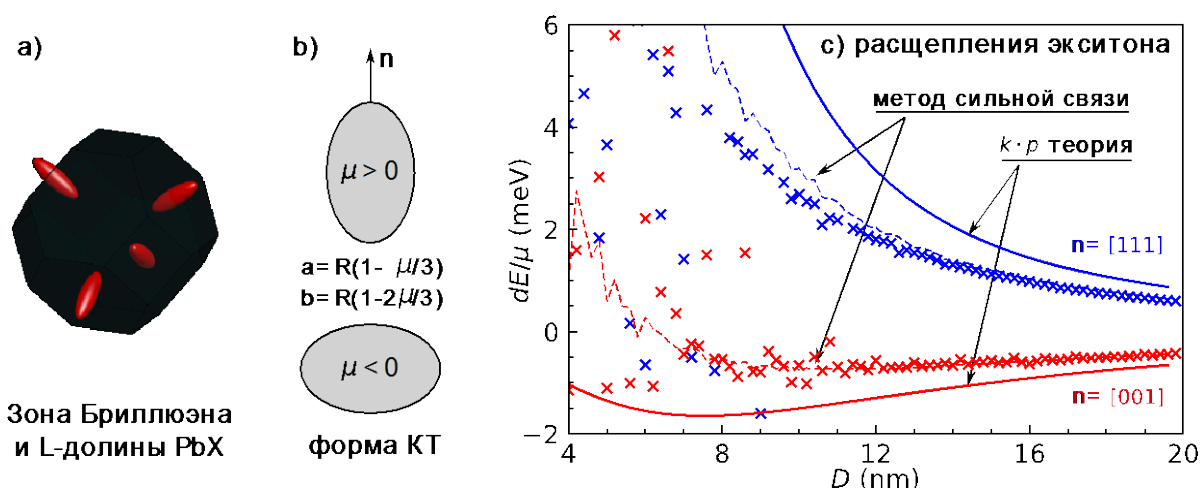 a)
Зона Бриллюэна
и L-долины PbX
b)
n
μ > 0
a= R(1- μ/3)
b= R(1-2μ/3)
μ < 0
форма КТ
c) расщепления экситона
метод сильной связи
k·p теория
n= [111]
n= [001]
dE/μ (meV)
6
4
2
0
−2
4
8
12
16
20
D (nm)